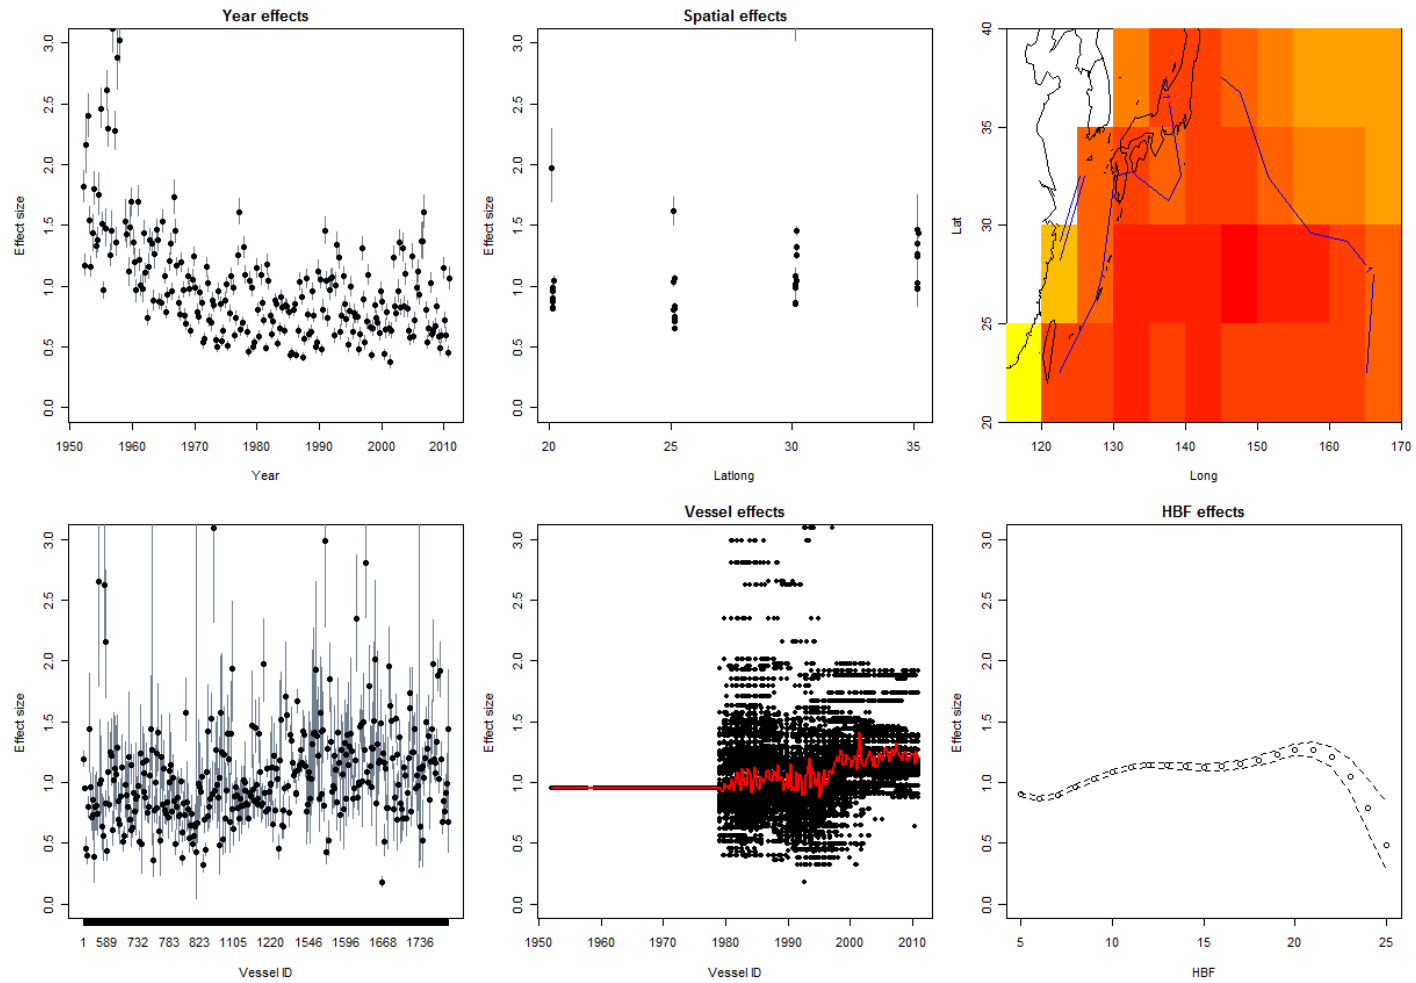 Year effects
3.0
2.5
2.0
1.5
1.0
0.5
0.0
Effect size
1950 1960 1970 1980 1990 2000 2010
Year
Spatial effects
3.0
2.5
2.0
1.5
1.0
0.5
0.0
Effect size
20 25 30 35
Latlong
40
35
30
25
20
Lat
120 130 140 150 160 170
Long
3.0
2.5
2.0
1.5
1.0
0.5
0.0
Effect size
1 589 732 783 823 1105 1220 1546 1596 1668 1736
Vessel ID
Vessel effects
3.0
2.5
2.0
1.5
1.0
0.5
0.0
Effect size
1950 1960 1970 1980 1990 2000 2010
Vessel ID
HBF effects
3.0
2.5
2.0
1.5
1.0
0.5
0.0
Effect size
5 10 15 20 25
HBF